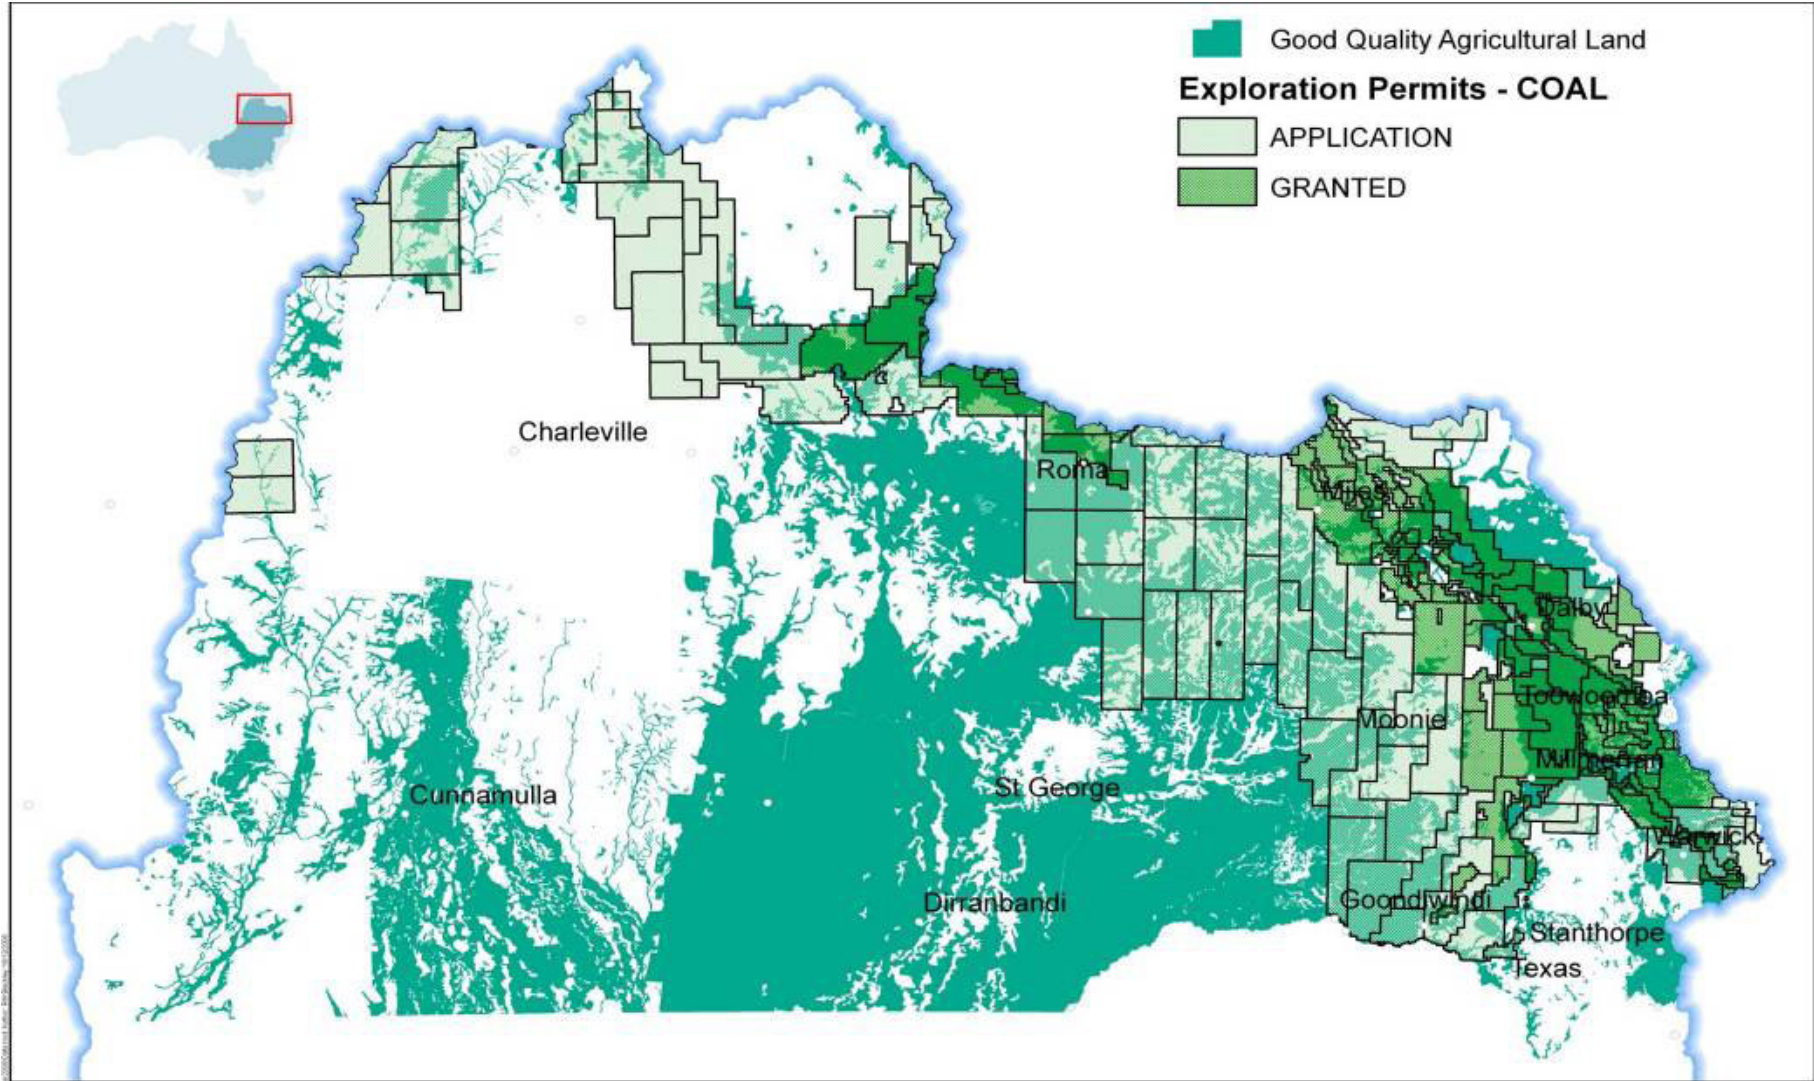 Good Quality Agricultural Land
Exploration Permits - COAL
APPLICATION
GRANTED
Charleville
Roma
Miles
Dalby
Toowoomba
Moonie
Millmerran
St George
Cunnamulla
Warwick
Dirranbandi
Goondiwindi
Stanthorpe
Texas